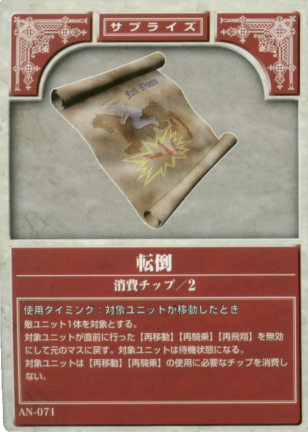 サプライズ
Fall Down
転倒
消費チップ／2
使用タイミング：対象ユニットが移動したとき
敵ユニット1体を対象とする。
対象ユニットが直前に行った【再移動】【再騎乗】【再飛翔】を無効
にして元のマスに戻す。対象ユニットは待機状態になる。
対象ユニットは【再移動】【再騎乗】の使用に必要なチップを消費
しない。
AN-071